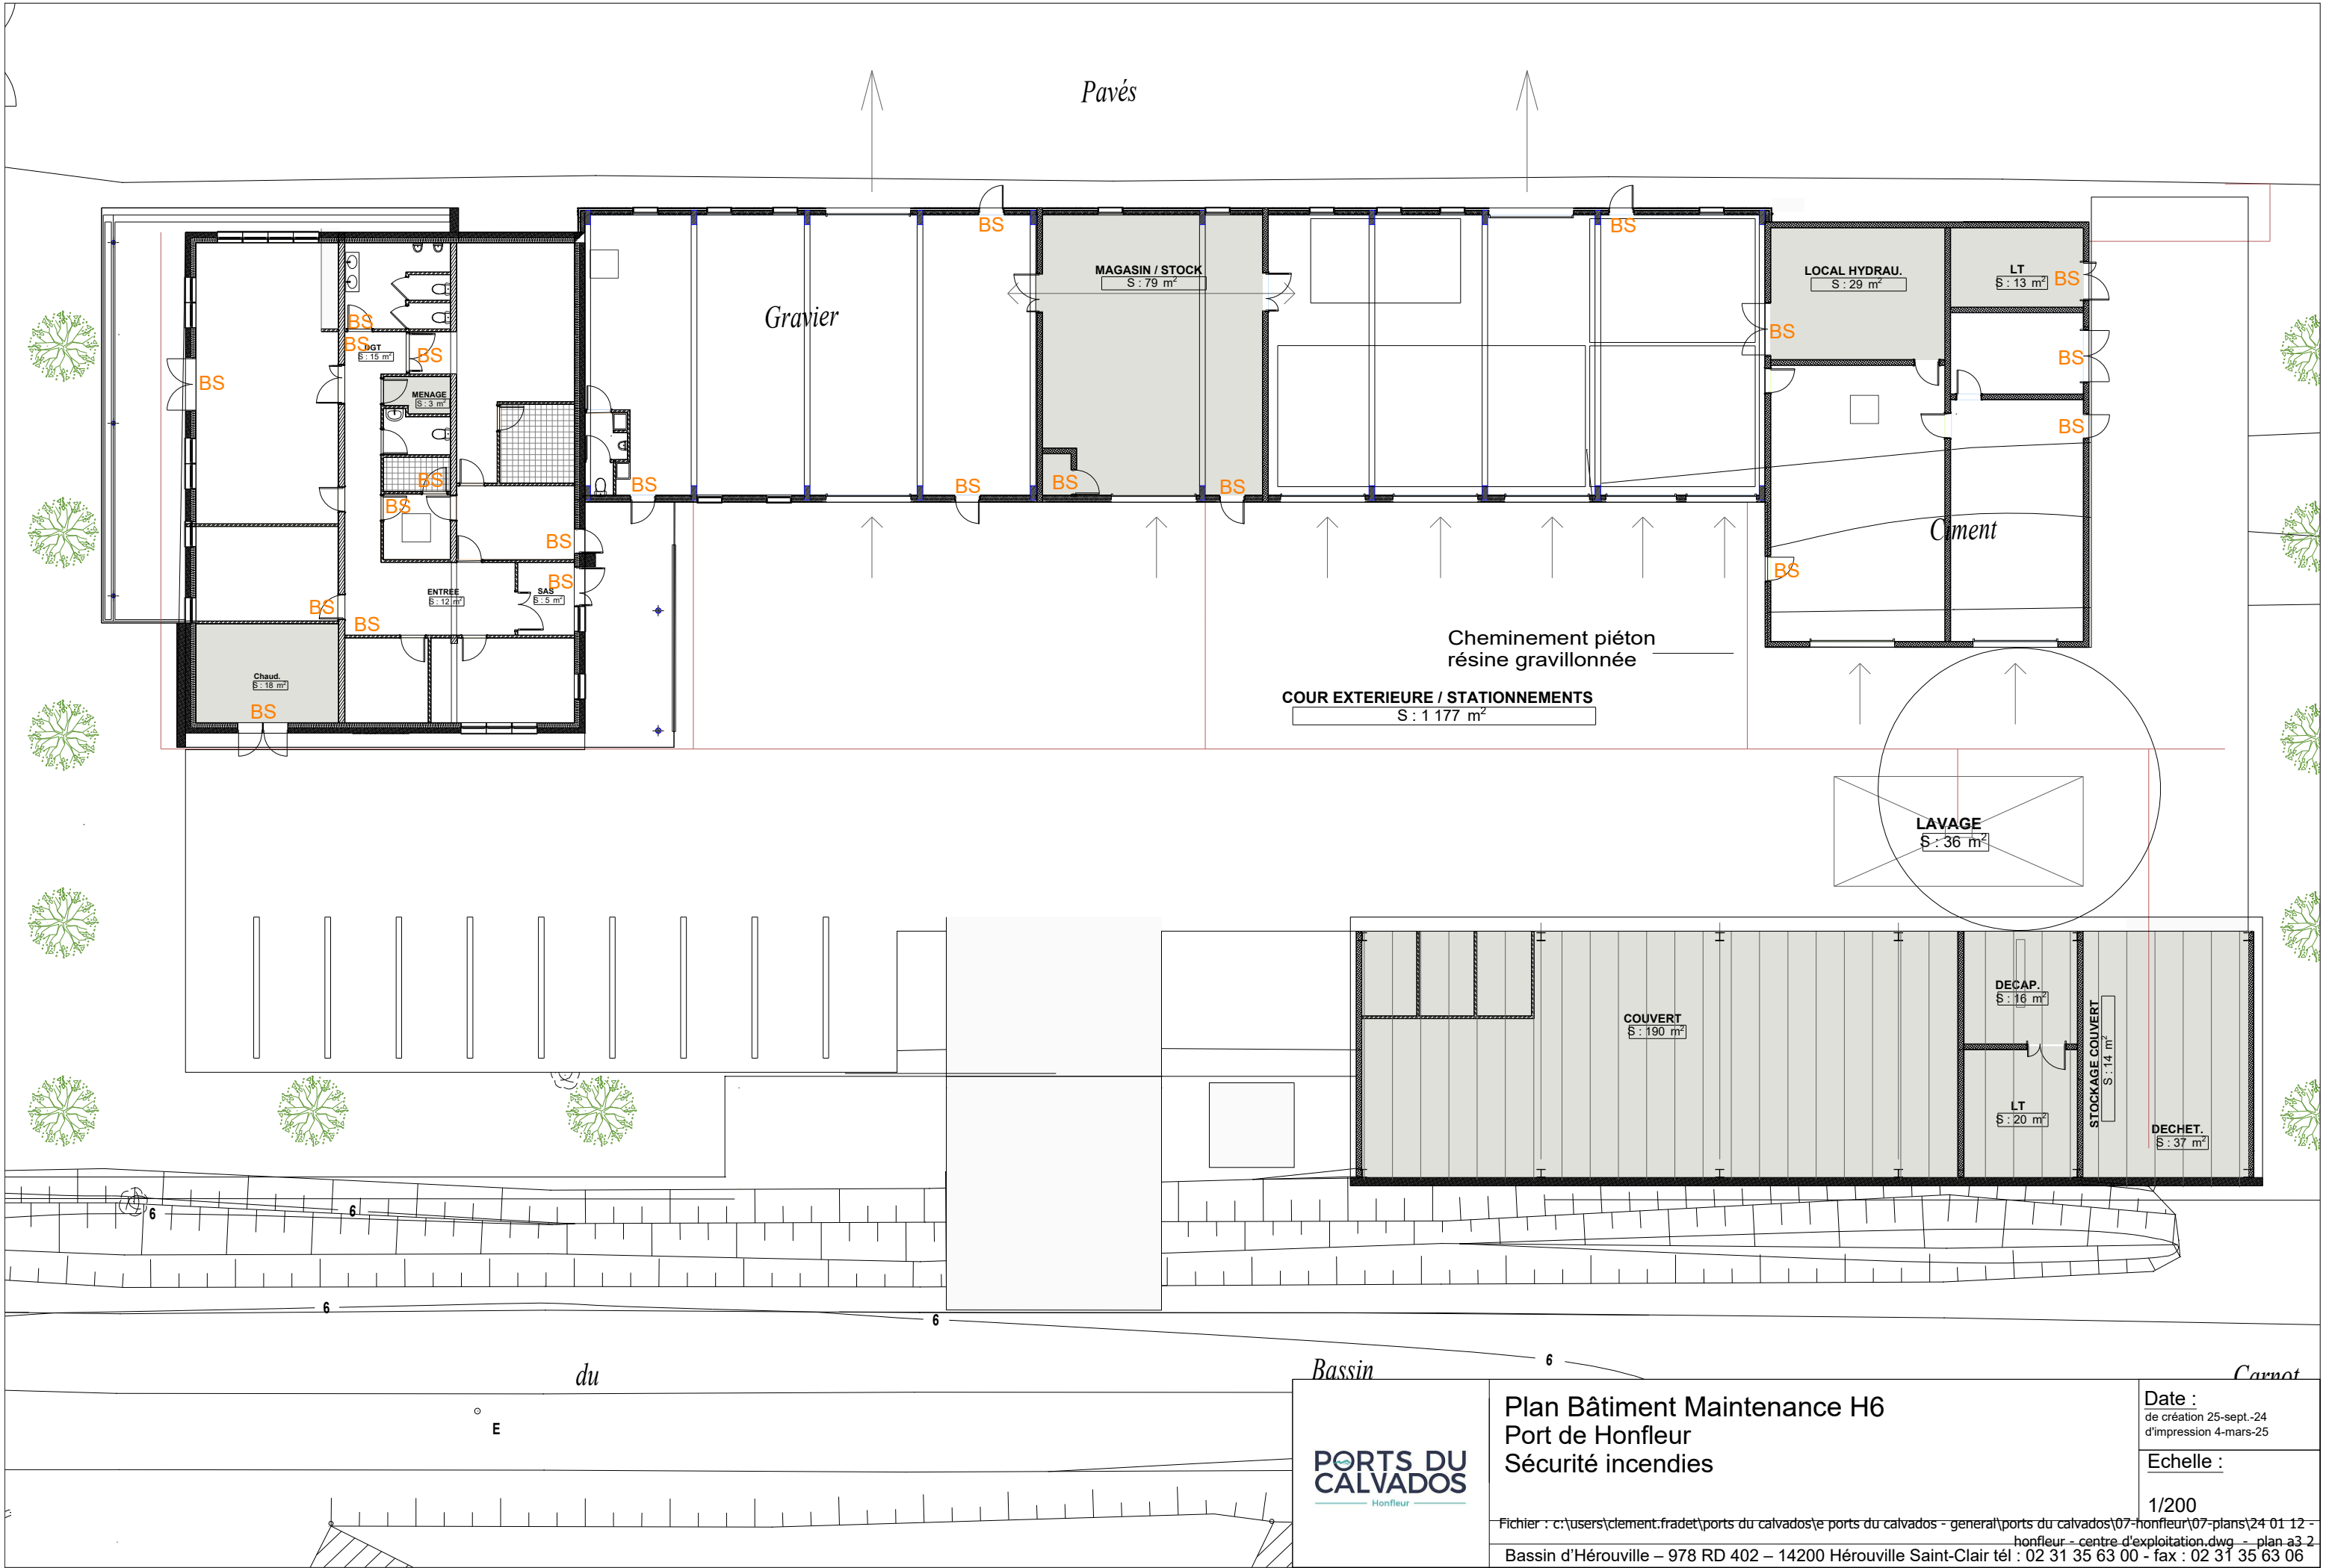 Pavés
BS
BS
MAGASIN / STOCK
S : 79 m²
LOCAL HYDRAU.
S : 29 m²
LT
S : 13 m²
BS
Gravier
BS
BS
DGT
S : 15 m²
BS
BS
BS
BS
MENAGE
S : 3 m²
BS
BS
BS
BS
BS
BS
BS
BS
BS
Ciment
BS
BS
ENTREE
S : 12 m²
SAS
S : 5 m²
BS
BS
Cheminement piéton
résine gravillonnée
Chaud.
S : 18 m²
BS
COUR EXTERIEURE / STATIONNEMENTS
S : 1 177 m²
LAVAGE
S : 36 m²
DECAP.
S : 16 m²
COUVERT
S : 190 m²
STOCKAGE COUVERT
S : 14 m²
LT
S : 20 m²
DECHET.
S : 37 m²
6
6
6
6
6
du
Bassin
Carnot
E
PORTS DU
CALVADOS
Honfleur
Plan Bâtiment Maintenance H6
Port de Honfleur
Sécurité incendies
Date :
de création 25-sept.-24
d'impression 4-mars-25
Echelle :
1/200
Fichier : c:\users\clement.fradet\ports du calvados\e ports du calvados - general\ports du calvados\07-honfleur\07-plans\24 01 12 -
honfleur - centre d'exploitation.dwg - plan a3 2
Bassin d'Hérouville – 978 RD 402 – 14200 Hérouville Saint-Clair tél : 02 31 35 63 00 - fax : 02 31 35 63 06